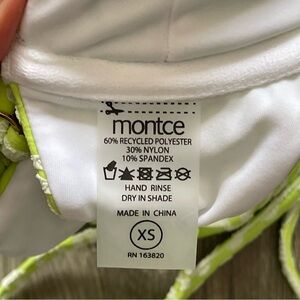 montce
60% RECYCLED POLYESTER
30% NYLON
10% SPANDEX
HAND RINSE
DRY IN SHADE
MADE IN CHINA
XS
RN 163820